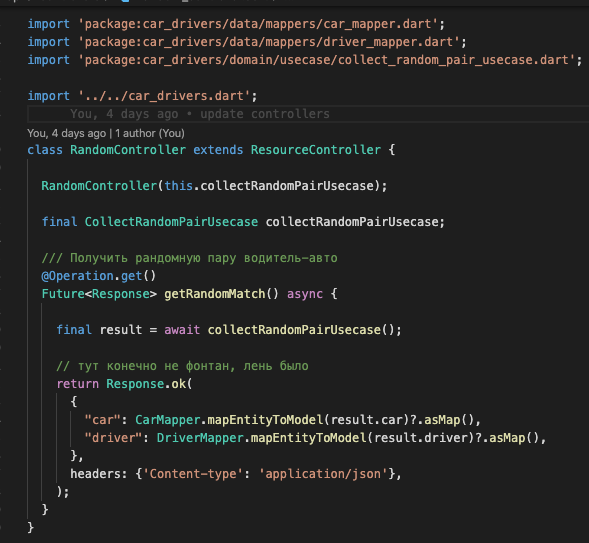 import 'package:car_drivers/data/mappers/car_mapper.dart';
import 'package:car_drivers/data/mappers/driver_mapper.dart';
import 'package:car_drivers/domain/usecase/collect_random_pair_usecase.dart';
import '../../car_drivers.dart';
You, 4 days ago • update controllers
You, 4 days ago | 1 author (You)
class RandomController extends ResourceController {
RandomController(this.collectRandomPairUsecase);
final CollectRandomPairUsecase collectRandomPairUsecase;
/// Получить рандомную пару водитель-авто
@Operation.get()
Future<Response> getRandomMatch() async {
final result = await collectRandomPairUsecase();
// тут конечно не фонтан, лень было
return Response.ok(
{
"car": CarMapper.mapEntityToModel(result.car)?.asMap(),
"driver": DriverMapper.mapEntityToModel(result.driver)?.asMap(),
},
headers: {'Content-type': 'application/json'},
);
}
}